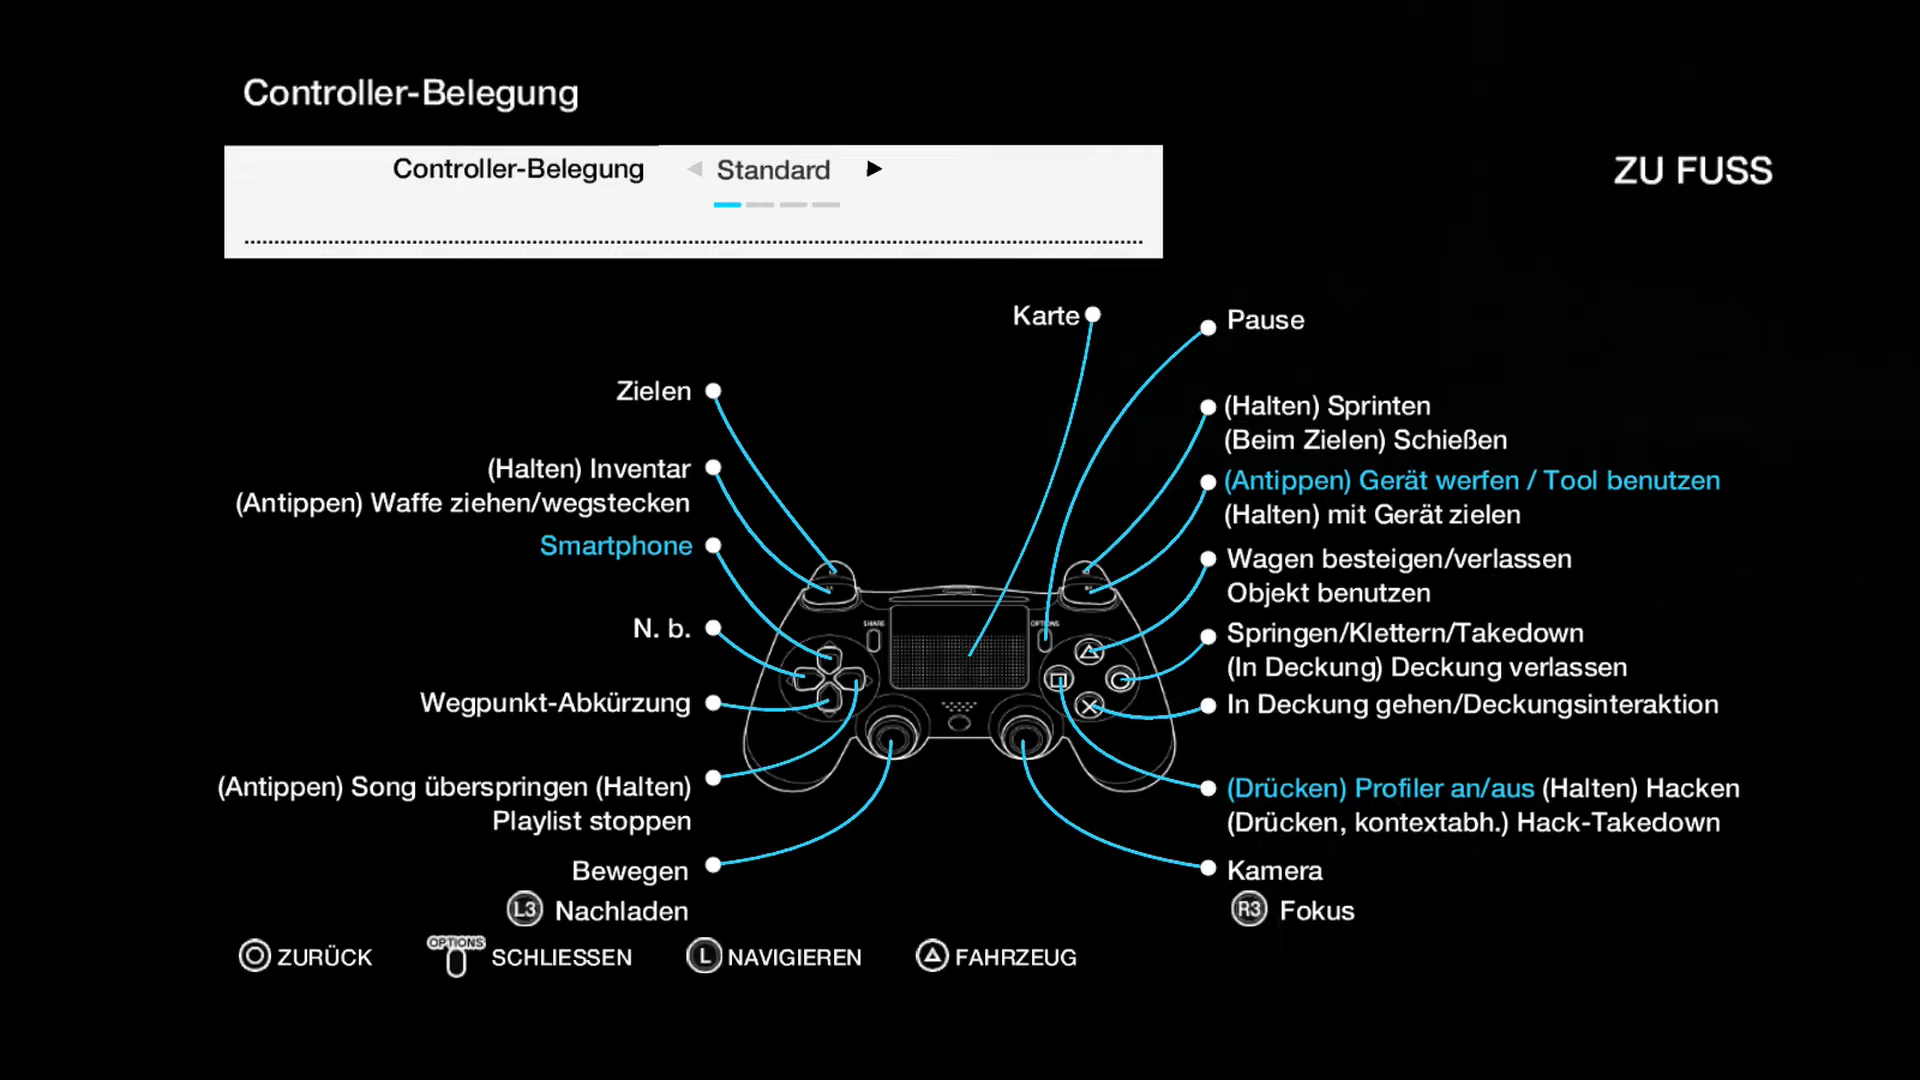 Controller-Belegung
Controller-Belegung Standard
ZU FUSS
Karte
Pause
Zielen
(Halten) Inventar
(Antippen) Waffe ziehen/wegstecken
Smartphone
N. b.
Wegpunkt-Abkürzung
(Antippen) Song überspringen (Halten)
Playlist stoppen
Bewegen
L3 Nachladen
(Halten) Sprinten
(Beim Zielen) Schießen
(Antippen) Gerät werfen / Tool benutzen
(Halten) mit Gerät zielen
Wagen besteigen/verlassen
Objekt benutzen
Springen/Klettern/Takedown
(In Deckung) Deckung verlassen
In Deckung gehen/Deckungsinteraktion
(Drücken) Profiler an/aus (Halten) Hacken
(Drücken, kontextabh.) Hack-Takedown
Kamera
R3 Fokus
SHARE
OPTIONS
ZURÜCK
OPTIONS SCHLIESSEN
L NAVIGIEREN
FAHRZEUG